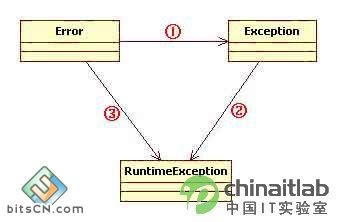 Error
①
Exception
③
②
RuntimeException
bitsCN.com
chinaitlab
中国IT实验室